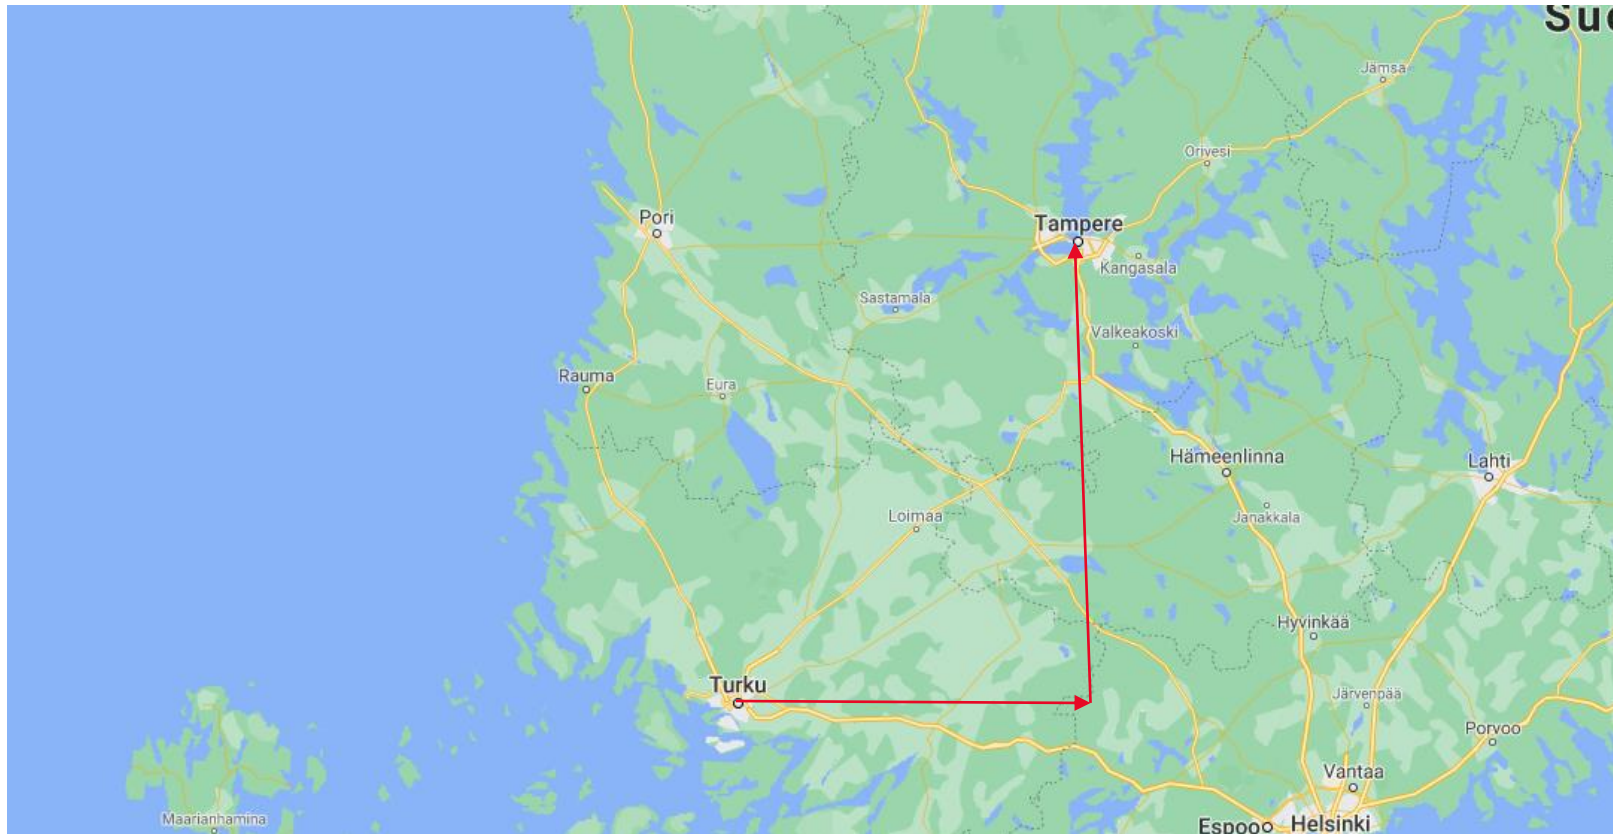 Suo
Jämsä
Orivesi
Pori
Tampere
Kangasala
Sastamala
Valkeakoski
Rauma
Eura
Hämeenlinna
Lahti
Loimaa
Janakkala
Hyvinkää
Turku
Järvenpää
Porvoo
Vantaa
Maarianhamina
Espoo
Helsinki